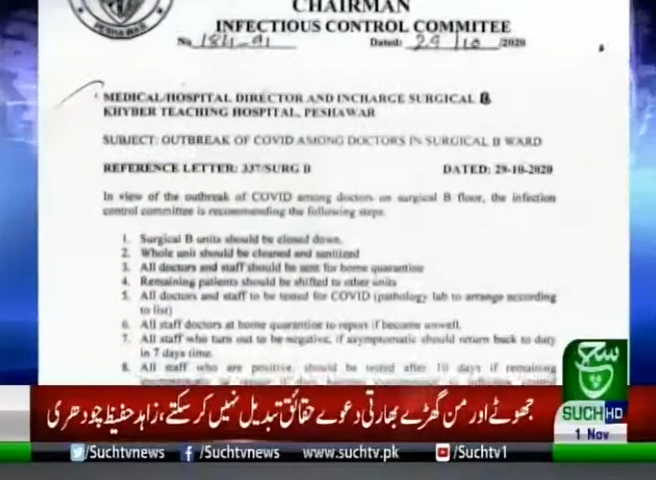 PESHAWAR
CHAIRMAN
INFECTIOUS CONTROL COMMITEE
No 184-91 Dated: 29/10/2020
MEDICAL/HOSPITAL DIRECTOR AND INCHARGE SURGICAL B
KHYBER TEACHING HOSPITAL, PESHAWAR
SUBJECT: OUTBREAK OF COVID AMONG DOCTORS IN SURGICAL B WARD
REFERENCE LETTER: 337/SURG B DATED: 29-10-2020
In view of the outbreak of COVID among doctors on surgical B floor, the infection
control committee is recommending the following steps.
1. Surgical B units should be closed down.
2. Whole unit should be cleaned and sanitized
3. All doctors and staff should be sent for home quarantine
4. Remaining patients should be shifted to other units
5. All doctors and staff to be tested for COVID (pathology lab to arrange according
to list)
6. All staff doctors at home quarantine to report if become unwell.
7. All staff who turn out to be negative, if asymptomatic should return back to duty
in 7 days time.
8. All staff who are positive, should be tested after 10 days if remaining
جھوٹے اور من گھڑے بھارتی دعوے حقائق تبدیل نہیں کر سکتے، زاہد حفیظ چودھری
سچ
SUCH HD
1 Nov
/Suchtvnews /Suchtvnews www.suchtv.pk /Suchtv1